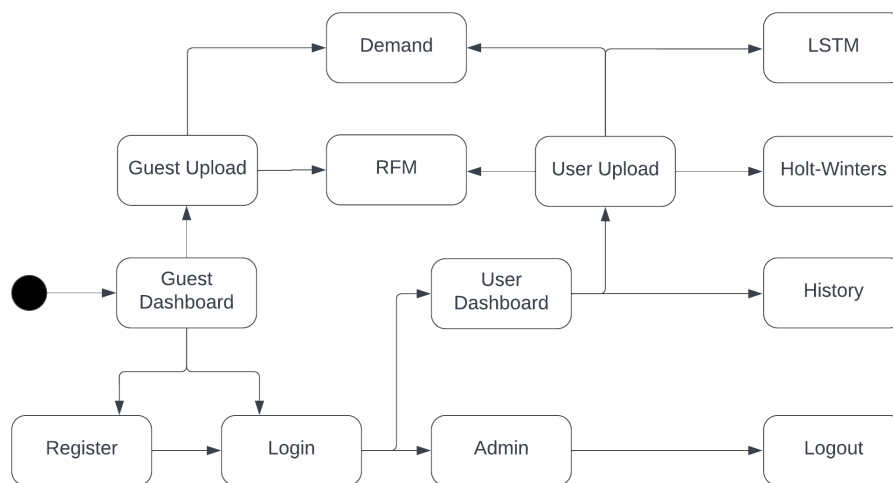 Demand
LSTM
Guest Upload
RFM
User Upload
Holt-Winters
Guest
Dashboard
User
Dashboard
History
Register
Login
Admin
Logout